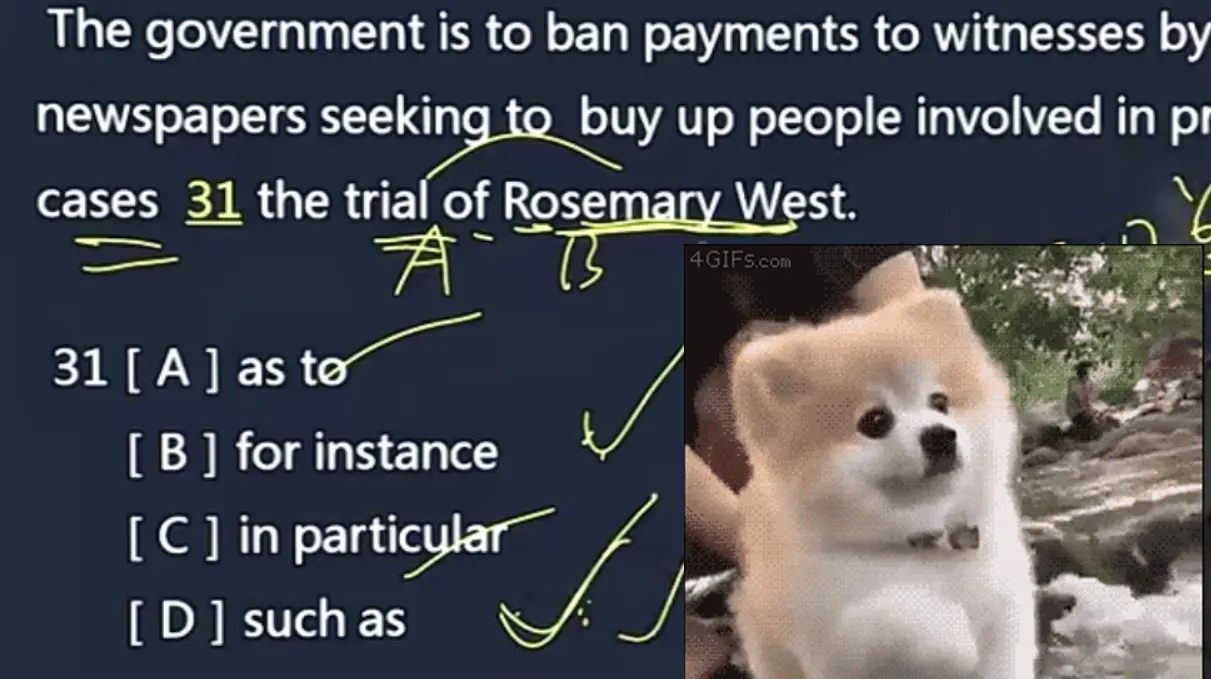 The government is to ban payments to witnesses by
newspapers seeking to buy up people involved in
cases 31 the trial of Rosemary West.
A B
4GIFs.com
31 [ A ] as to
[ B ] for instance
[ C ] in particular
[ D ] such as